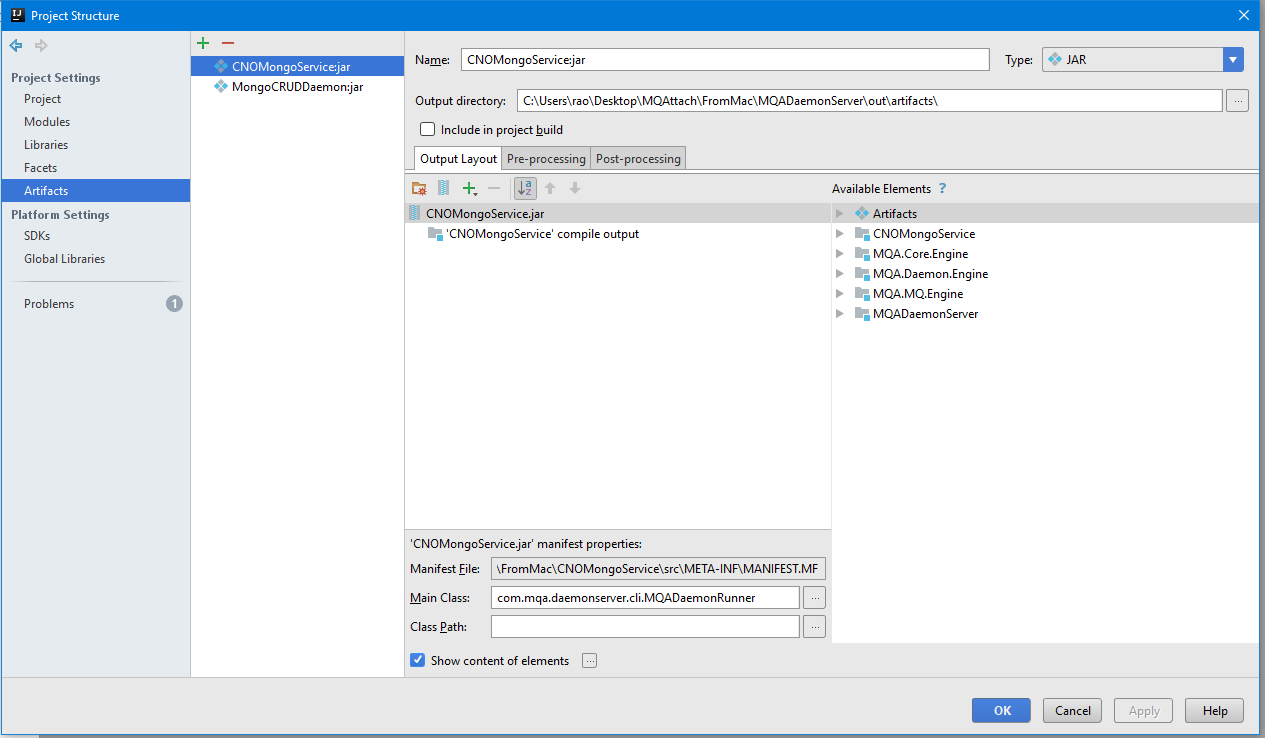 Project Structure
Project Settings
Project
Modules
Libraries
Facets
Artifacts
Platform Settings
SDKs
Global Libraries
Problems 1
CNOMongoService:jar
MongoCRUDDaemon:jar
Name: CNOMongoService:jar Type: JAR
Output directory: C:\Users\rao\Desktop\MQAttach\FromMac\MQADaemonServer\out\artifacts\ ...
Include in project build
Output Layout Pre-processing Post-processing
a z Available Elements ?
CNOMongoService.jar
'CNOMongoService' compile output
Artifacts
CNOMongoService
MQA.Core.Engine
MQA.Daemon.Engine
MQA.MQ.Engine
MQADaemonServer
'CNOMongoService.jar' manifest properties:
Manifest File: \FromMac\CNOMongoService\src\META-INF\MANIFEST.MF
Main Class: com.mqa.daemonserver.cli.MQADaemonRunner ...
Class Path: ...
Show content of elements ...
OK Cancel Apply Help